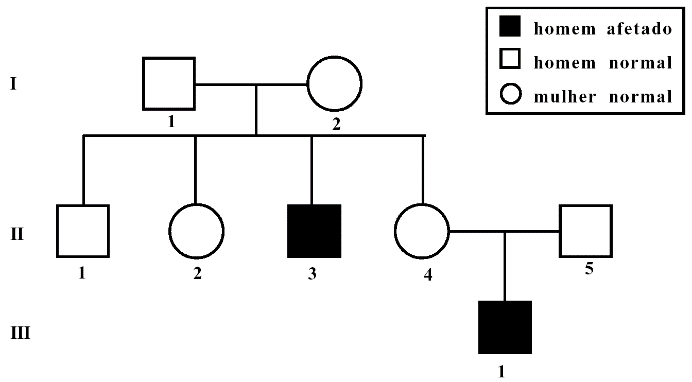 homem afetado
homem normal
mulher normal
I
1
2
II
1
2
3
4
5
III
1